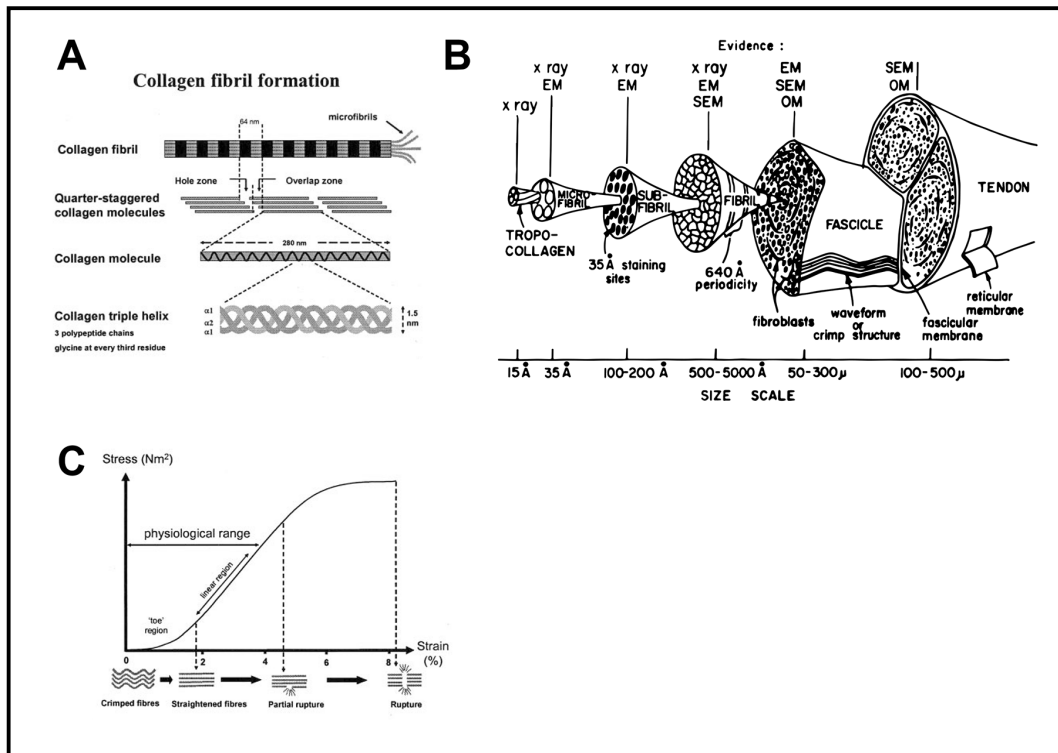 A
Collagen fibril formation
64 nm
microfibrils
Collagen fibril
Hole zone
Overlap zone
Quarter-staggered
collagen molecules
280 nm
Collagen molecule
Collagen triple helix
α1
α2
α1
1.5
nm
3 polypeptide chains
glycine at every third residue
B
Evidence :
x ray
x ray
EM
x ray
EM
x ray
EM
SEM
EM
SEM
OM
SEM
OM
TROPO-
COLLAGEN
MICRO
FIBRIL
SUB-
FIBRIL
FIBRIL
FASCICLE
TENDON
35 Å staining
sites
640 Å
periodicity
fibroblasts
waveform
or
crimp structure
fascicular
membrane
reticular
membrane
15 Å
35 Å
100-200 Å
500-5000 Å
50-300μ
100-500μ
SIZE SCALE
C
Stress (Nm²)
physiological range
linear region
'toe'
region
0
2
4
6
8
Strain
(%)
Crimped fibres
Straightened fibres
Partial rupture
Rupture